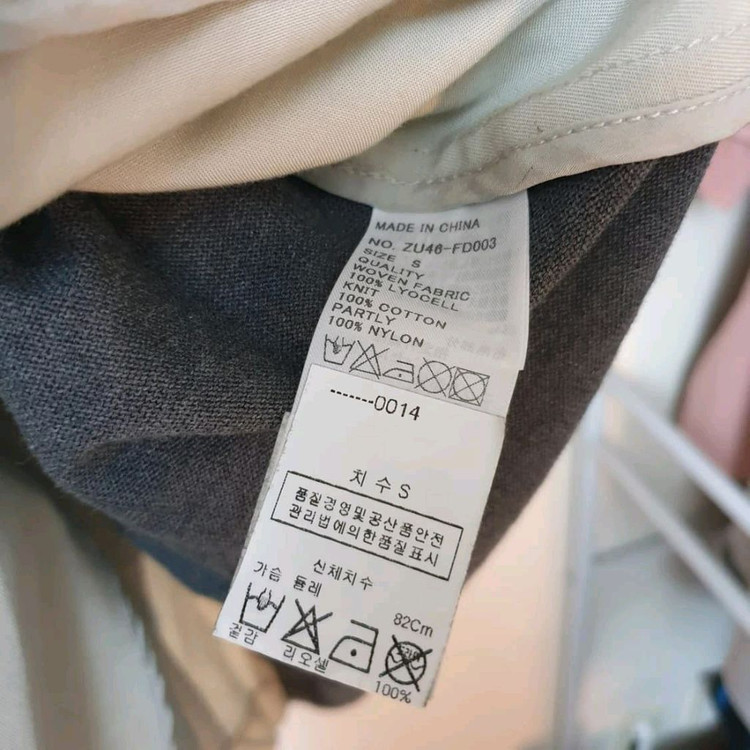 MADE IN CHINA
NO. ZU46-FD003
SIZE S
QUALITY
WOVEN FABRIC
100% LYOCELL
KNIT
100% COTTON
PARTLY
100% NYLON
-------0014
치수 S
품질경영및공산품안전
관리법에의한품질표시
신체치수
가슴 둘레 82Cm
겉감 리오셀 100%